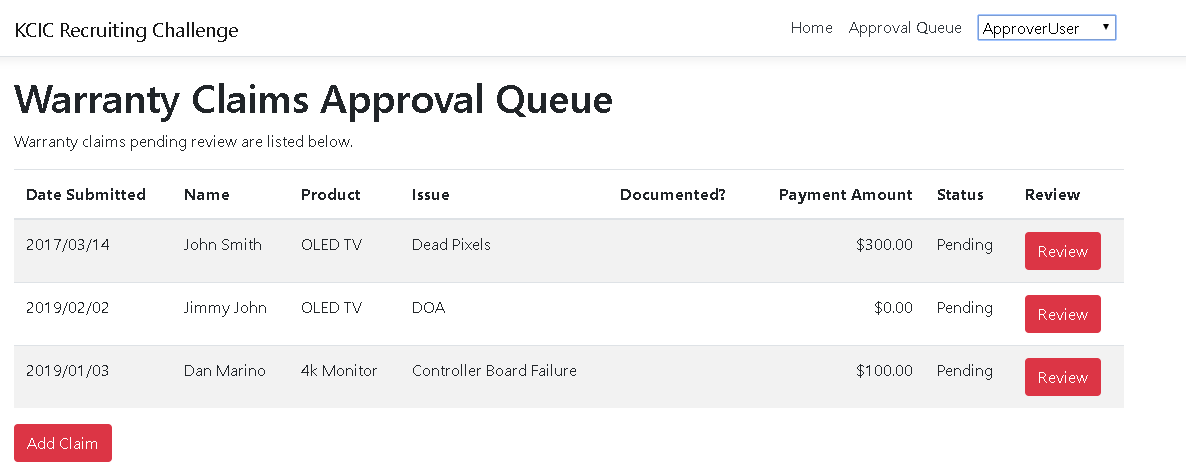 KCIC Recruiting Challenge Home Approval Queue ApproverUser
Warranty Claims Approval Queue
Warranty claims pending review are listed below.
Date Submitted Name Product Issue Documented? Payment Amount Status Review
2017/03/14 John Smith OLED TV Dead Pixels $300.00 Pending Review
2019/02/02 Jimmy John OLED TV DOA $0.00 Pending Review
2019/01/03 Dan Marino 4k Monitor Controller Board Failure $100.00 Pending Review
Add Claim